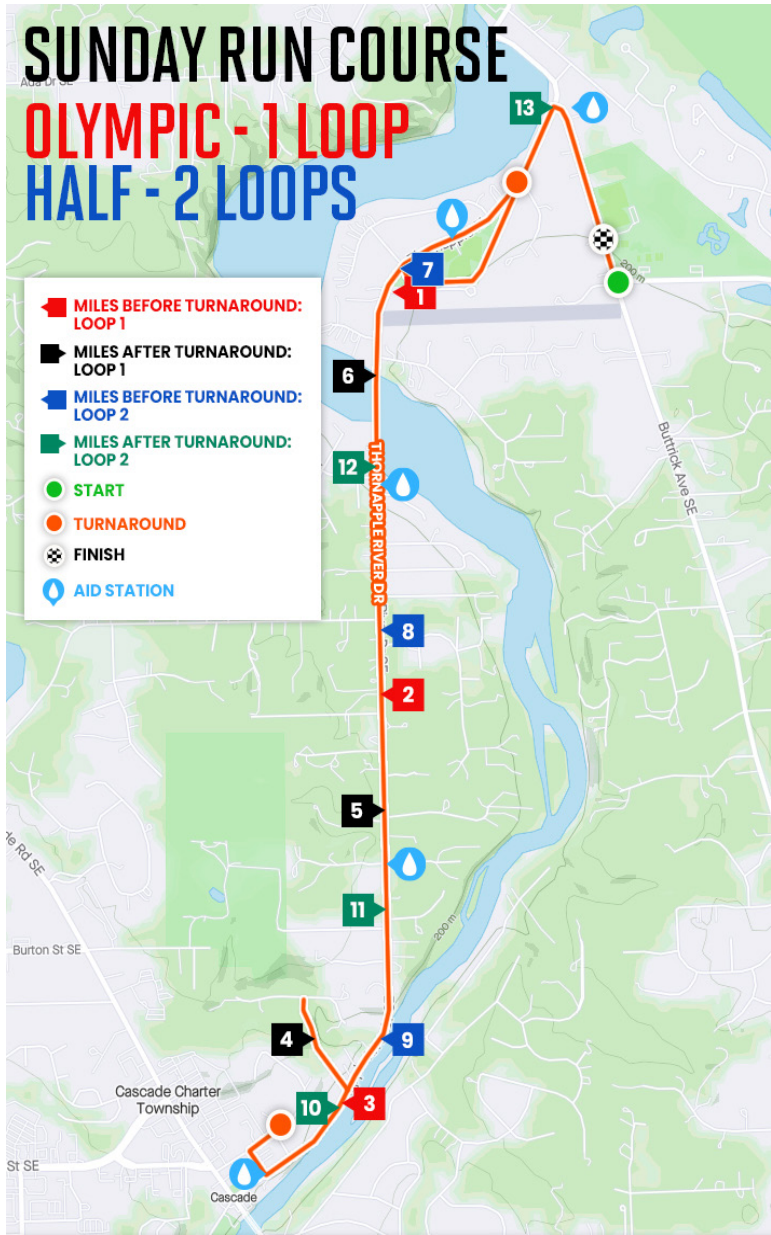 SUNDAY RUN COURSE
OLYMPIC - 1 LOOP
HALF - 2 LOOPS
Ada Dr SE
13
7
1
200 m
MILES BEFORE TURNAROUND:
LOOP 1
MILES AFTER TURNAROUND:
LOOP 1
MILES BEFORE TURNAROUND:
LOOP 2
MILES AFTER TURNAROUND:
LOOP 2
START
TURNAROUND
FINISH
AID STATION
6
12
THORNAPPLE RIVER DR
Buttrick Ave SE
8
2
5
11
200 m
Burton St SE
4
9
Cascade Charter
Township
10
3
St SE
Cascade